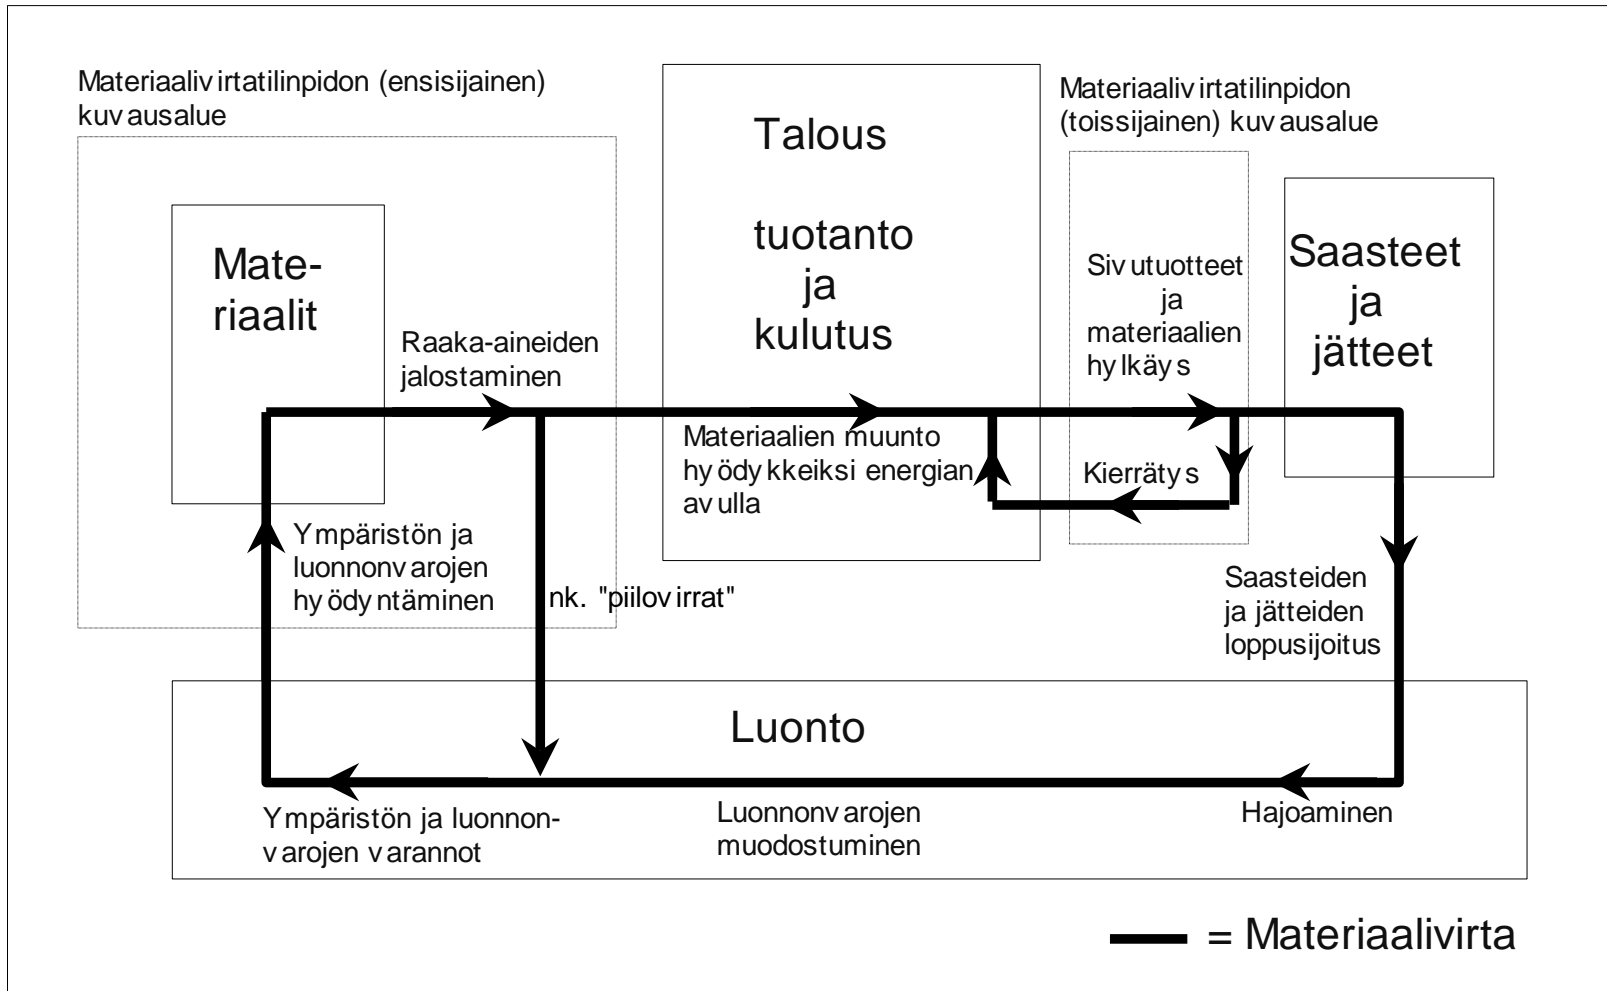 Materiaalivirtatilinpidon (ensisijainen)
kuvausalue
Materiaalivirtatilinpidon
(toissijainen) kuvausalue
Talous
tuotanto
ja
kulutus
Mate-
riaalit
Raaka-aineiden
jalostaminen
Sivutuotteet
ja
materiaalien
hylkäys
Saasteet
ja
jätteet
Materiaalien muunto
hyödykkeiksi energian
avulla
Kierrätys
Ympäristön ja
luonnonvarojen
hyödyntäminen
nk. "piilovirrat"
Saasteiden
ja jätteiden
loppusijoitus
Luonto
Ympäristön ja luonnon-
varojen varannot
Luonnonvarojen
muodostuminen
Hajoaminen
= Materiaalivirta